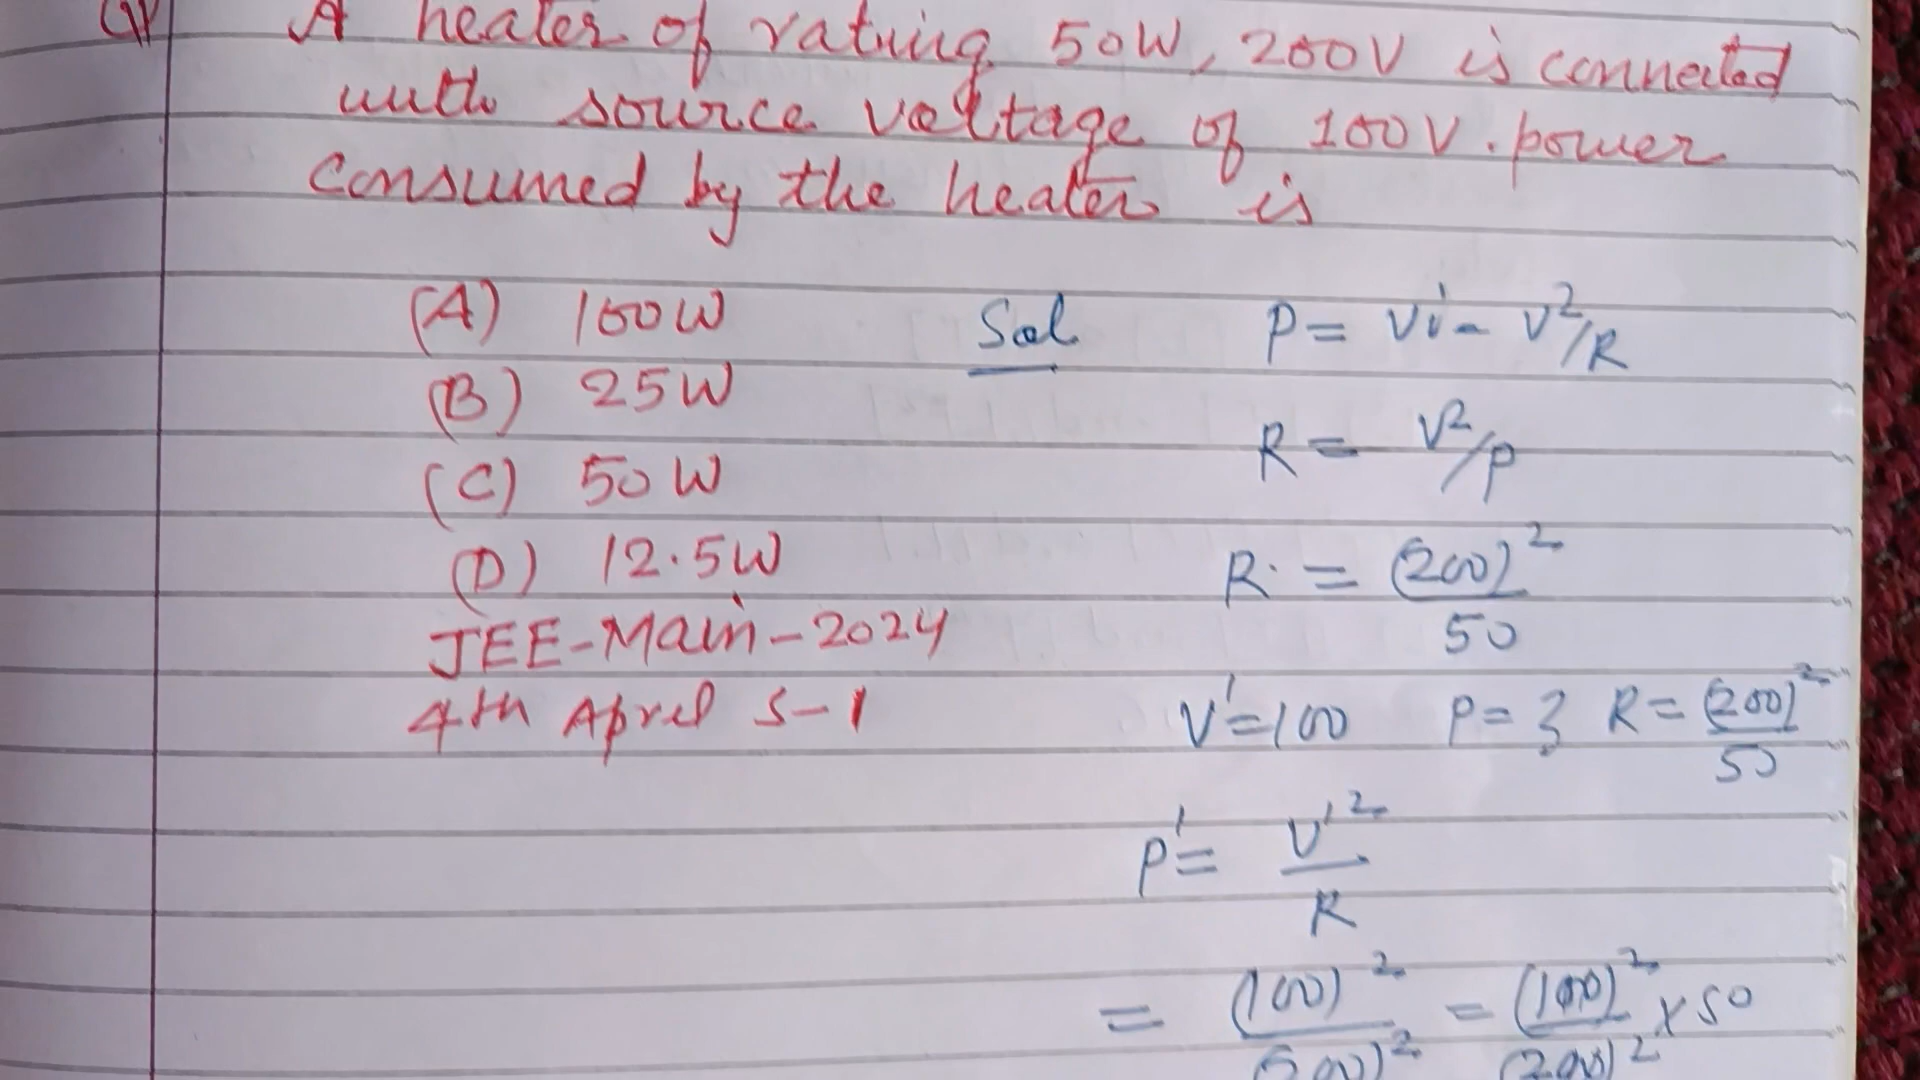 Q1 A heater of rating 50W, 200V is connected
with source voltage of 100V. power
consumed by the heater is
(A) 100W
(B) 25W
(C) 50W
(D) 12.5W
JEE-Main-2024
4th April S-1
Sol P = Vi - V²/R
R = V²/P
R. = (200)²
50
V'=100 P=? R= (200)²
50
P'= V'²
R
= (100)² = (100)² x 50
(200)² (200)²